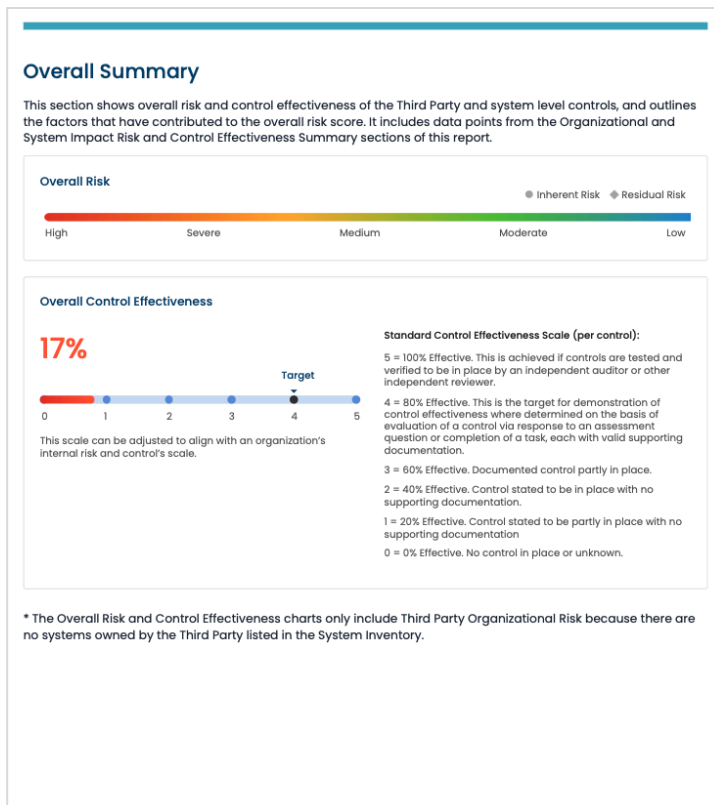 Overall Summary
This section shows overall risk and control effectiveness of the Third Party and system level controls, and outlines
the factors that have contributed to the overall risk score. It includes data points from the Organizational and
System Impact Risk and Control Effectiveness Summary sections of this report.
Overall Risk
Inherent Risk Residual Risk
High Severe Medium Moderate Low
Overall Control Effectiveness
17%
Target
0 1 2 3 4 5
This scale can be adjusted to align with an organization's
internal risk and control's scale.
Standard Control Effectiveness Scale (per control):
5 = 100% Effective. This is achieved if controls are tested and
verified to be in place by an independent auditor or other
independent reviewer.
4 = 80% Effective. This is the target for demonstration of
control effectiveness where determined on the basis of
evaluation of a control via response to an assessment
question or completion of a task, each with valid supporting
documentation.
3 = 60% Effective. Documented control partly in place.
2 = 40% Effective. Control stated to be in place with no
supporting documentation.
1 = 20% Effective. Control stated to be partly in place with no
supporting documentation
0 = 0% Effective. No control in place or unknown.
* The Overall Risk and Control Effectiveness charts only include Third Party Organizational Risk because there are
no systems owned by the Third Party listed in the System Inventory.